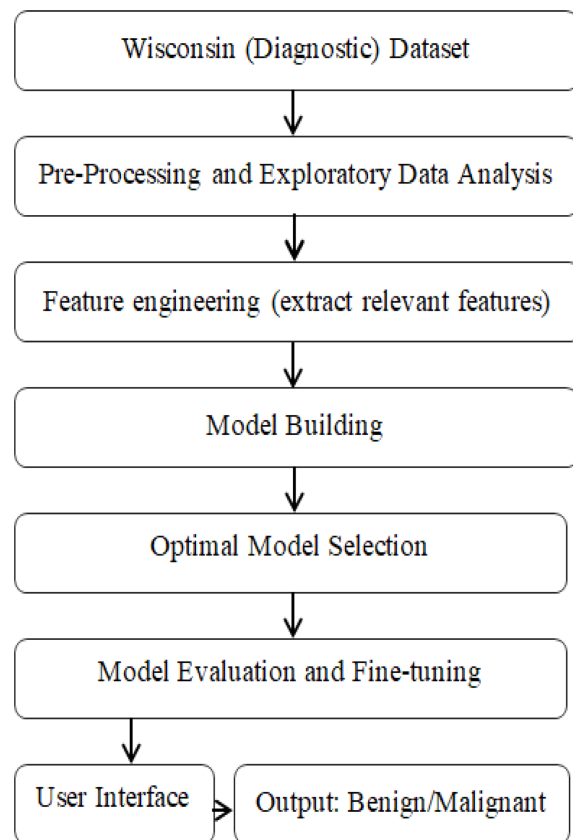 Wisconsin (Diagnostic) Dataset
Pre-Processing and Exploratory Data Analysis
Feature engineering (extract relevant features)
Model Building
Optimal Model Selection
Model Evaluation and Fine-tuning
User Interface
Output: Benign/Malignant